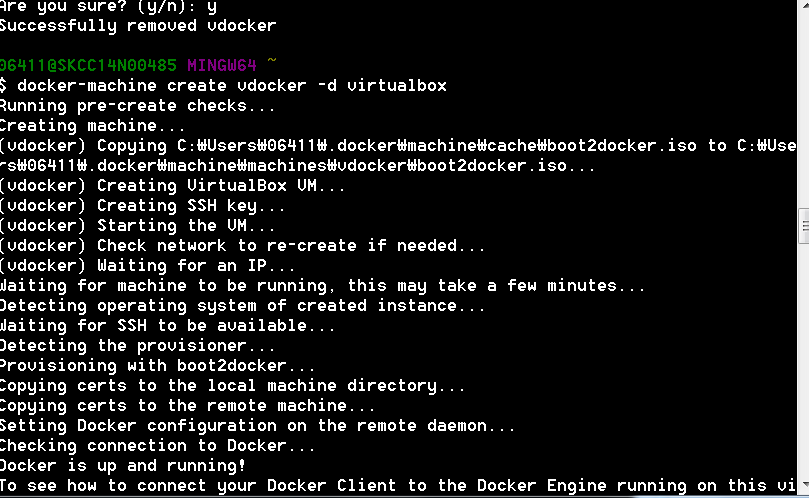 Are you sure? (y/n): y
Successfully removed vdocker
06411@SKCC14N00485 MINGW64 ~
$ docker-machine create vdocker -d virtualbox
Running pre-create checks...
Creating machine...
(vdocker) Copying C:₩Users₩06411₩.docker₩machine₩cache₩boot2docker.iso to C:₩Use
rs₩06411₩.docker₩machine₩machines₩vdocker₩boot2docker.iso...
(vdocker) Creating VirtualBox VM...
(vdocker) Creating SSH key...
(vdocker) Starting the VM...
(vdocker) Check network to re-create if needed...
(vdocker) Waiting for an IP...
Waiting for machine to be running, this may take a few minutes...
Detecting operating system of created instance...
Waiting for SSH to be available...
Detecting the provisioner...
Provisioning with boot2docker...
Copying certs to the local machine directory...
Copying certs to the remote machine...
Setting Docker configuration on the remote daemon...
Checking connection to Docker...
Docker is up and running!
To see how to connect your Docker Client to the Docker Engine running on this vi